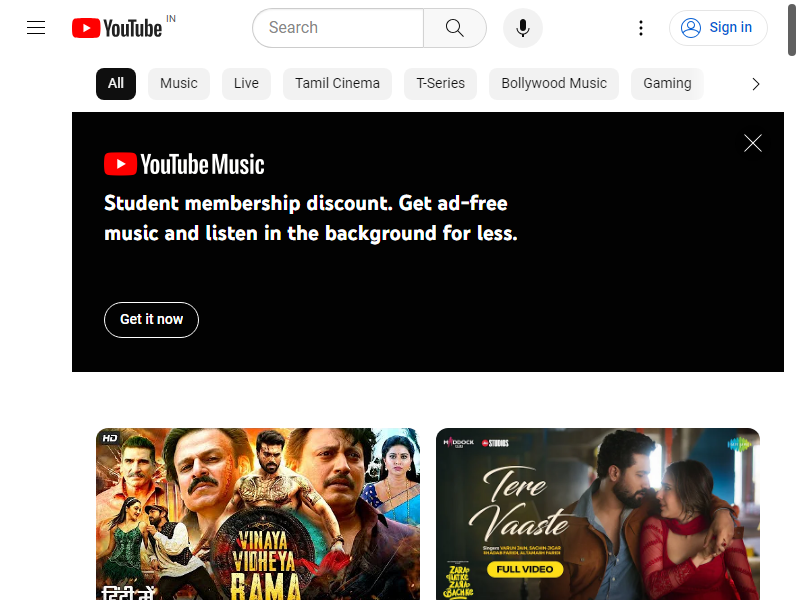 YouTube IN
Search
Sign in
All
Music
Live
Tamil Cinema
T-Series
Bollywood Music
Gaming
YouTube Music
Student membership discount. Get ad-free
music and listen in the background for less.
Get it now
HD
VINAYA
VIDHEYA
RAMA
हिंदी में
MADDOCK
JIO STUDIOS
Tere
Vaaste
Singers VARUN JAIN, SACHIN JIGAR
SHADAB FARIDI, ALTAMASH FARIDI
FULL VIDEO
ZARA
HATKE
ZARA
BACHKE